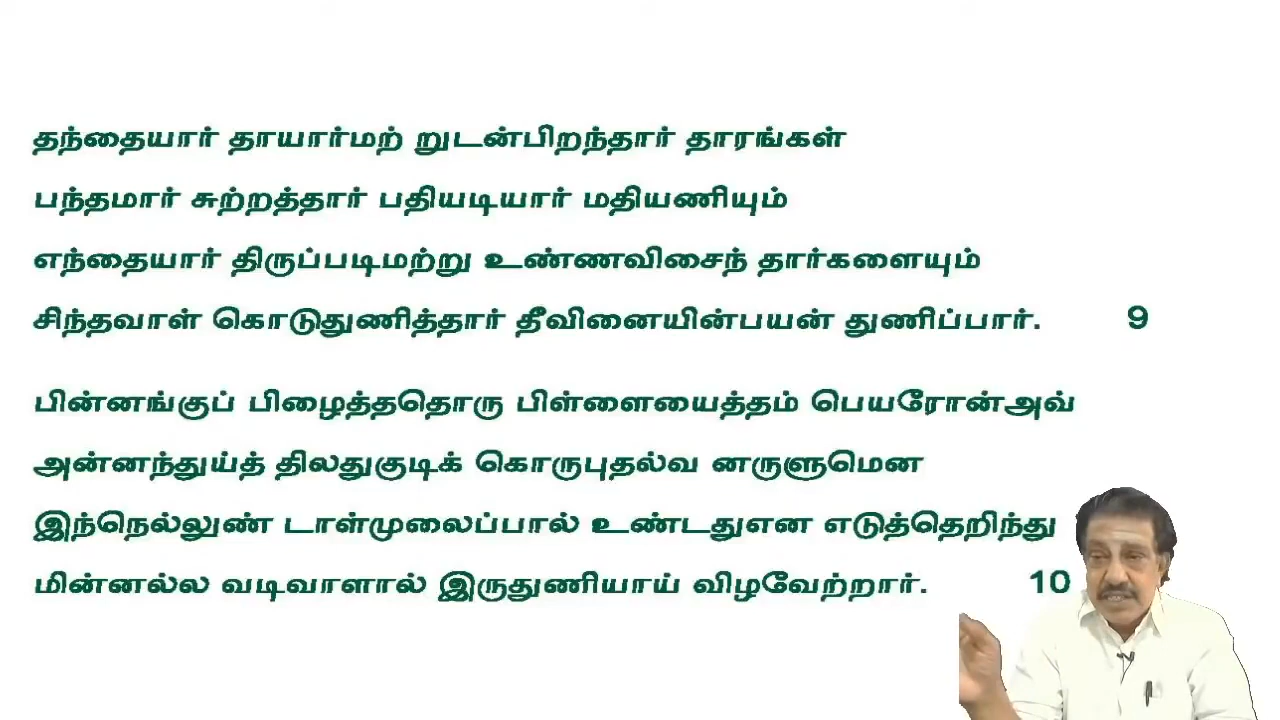 தந்தையார் தாயார்மற் றுடன்பிறந்தார் தாரங்கள்
பந்தமார் சுற்றத்தார் பதியடியார் மதியணியும்
எந்தையார் திருப்படிமற்று உண்ணவிசைந் தார்களையும்
சிந்தவாள் கொடுதுணித்தார் தீவினையின்பயன் துணிப்பார். 9
பின்னங்குப் பிழைத்ததொரு பிள்ளையைத்தம் பெயரோன்அவ்
அன்னந்துய்த் திலதுகுடிக் கொருபுதல்வ னருளுமென
இந்நெல்லுண் டாள்முலைப்பால் உண்டதுஎன எடுத்தெறிந்து
மின்னல்ல வடிவாளால் இருதுணியாய் விழவேற்றார். 10